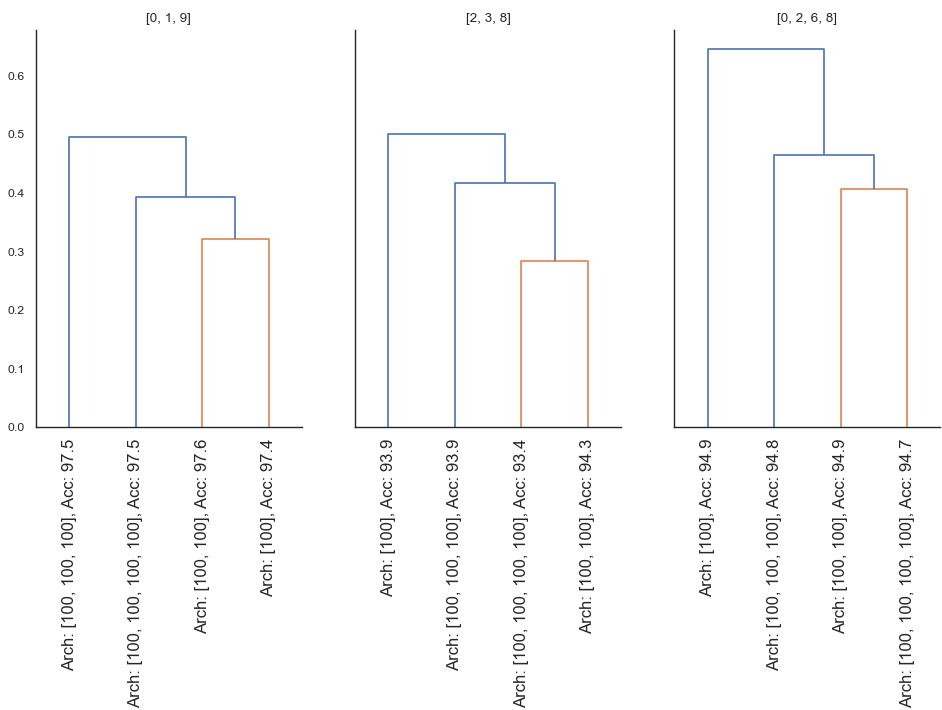 [0, 1, 9]
[2, 3, 8]
[0, 2, 6, 8]
0.6
0.5
0.4
0.3
0.2
0.1
0.0
Arch: [100, 100, 100], Acc: 97.5
Arch: [100, 100, 100, 100], Acc: 97.5
Arch: [100, 100], Acc: 97.6
Arch: [100], Acc: 97.4
Arch: [100], Acc: 93.9
Arch: [100, 100, 100], Acc: 93.9
Arch: [100, 100, 100, 100], Acc: 93.4
Arch: [100, 100], Acc: 94.3
Arch: [100], Acc: 94.9
Arch: [100, 100, 100], Acc: 94.8
Arch: [100, 100], Acc: 94.9
Arch: [100, 100, 100, 100], Acc: 94.7